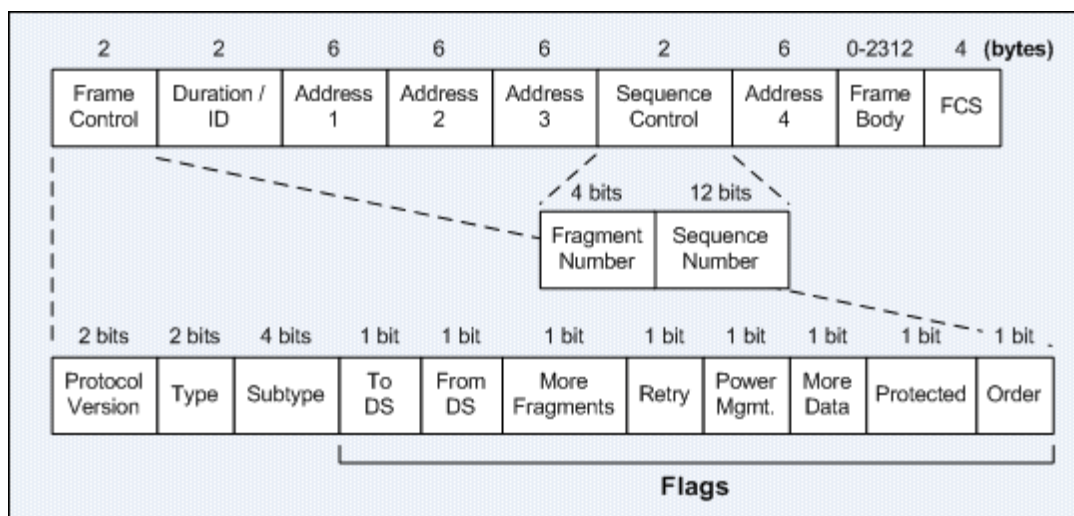 2 2 6 6 6 2 6 0-2312 4 (bytes)
Frame Control Duration / ID Address 1 Address 2 Address 3 Sequence Control Address 4 Frame Body FCS
4 bits 12 bits
Fragment Number Sequence Number
2 bits 2 bits 4 bits 1 bit 1 bit 1 bit 1 bit 1 bit 1 bit 1 bit 1 bit
Protocol Version Type Subtype To DS From DS More Fragments Retry Power Mgmt. More Data Protected Order
Flags